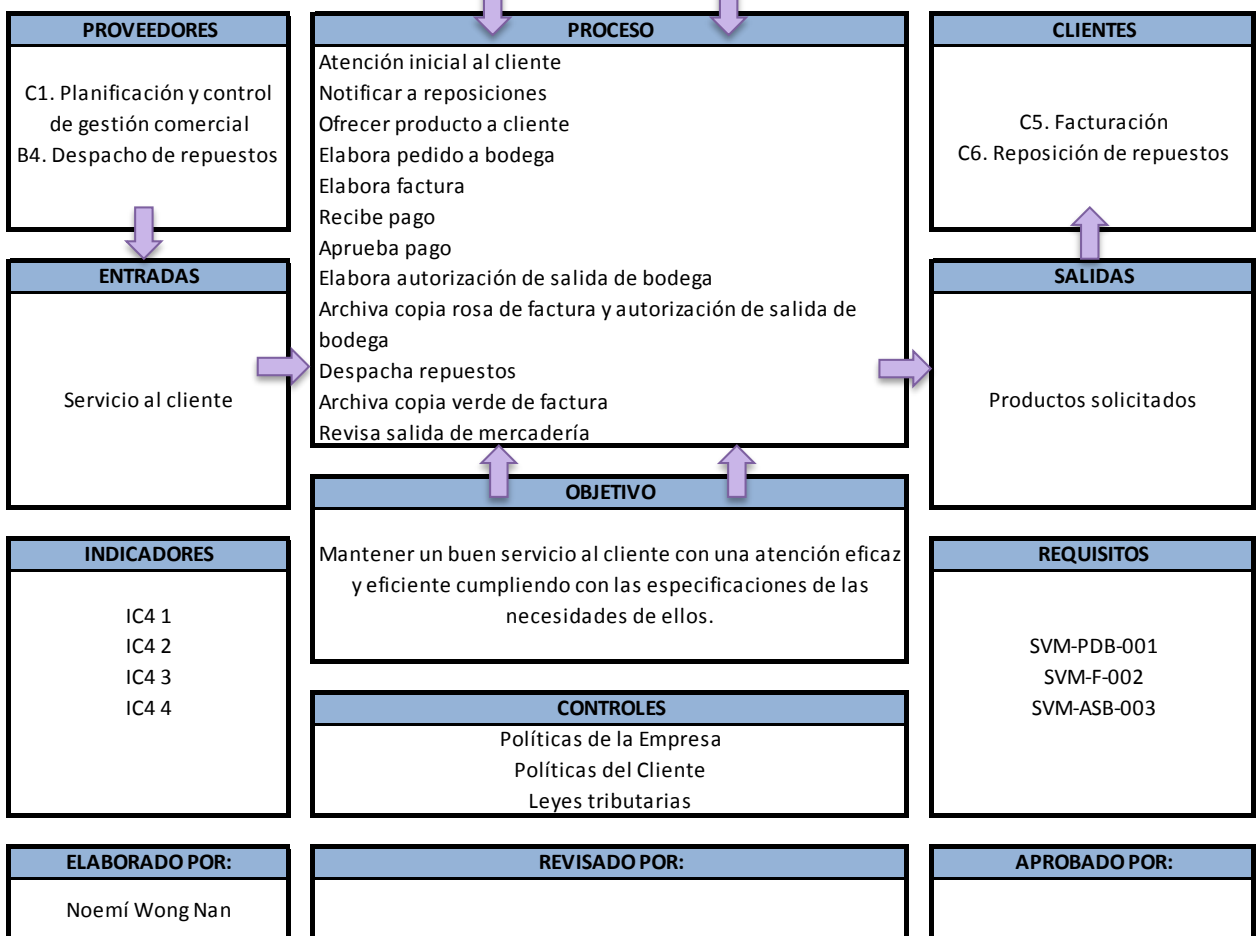 PROVEEDORES
C1. Planificación y control
de gestión comercial
B4. Despacho de repuestos
PROCESO
Atención inicial al cliente
Notificar a reposiciones
Ofrecer producto a cliente
Elabora pedido a bodega
Elabora factura
Recibe pago
Aprueba pago
Elabora autorización de salida de bodega
Archiva copia rosa de factura y autorización de salida de
bodega
Despacha repuestos
Archiva copia verde de factura
Revisa salida de mercadería
CLIENTES
C5. Facturación
C6. Reposición de repuestos
ENTRADAS
Servicio al cliente
SALIDAS
Productos solicitados
OBJETIVO
Mantener un buen servicio al cliente con una atención eficaz
y eficiente cumpliendo con las especificaciones de las
necesidades de ellos.
INDICADORES
IC4 1
IC4 2
IC4 3
IC4 4
CONTROLES
Políticas de la Empresa
Políticas del Cliente
Leyes tributarias
REQUISITOS
SVM-PDB-001
SVM-F-002
SVM-ASB-003
ELABORADO POR:
Noemí Wong Nan
REVISADO POR:
APROBADO POR: